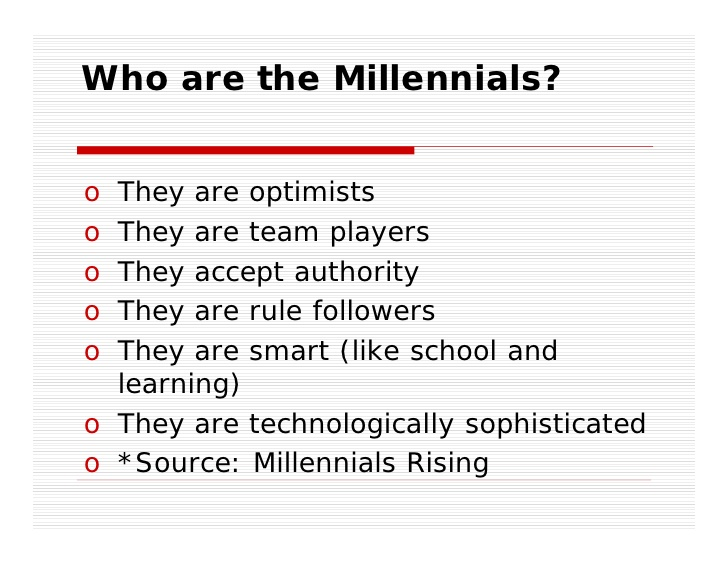 Who are the Millennials?
o They are optimists
o They are team players
o They accept authority
o They are rule followers
o They are smart (like school and
learning)
o They are technologically sophisticated
o *Source: Millennials Rising